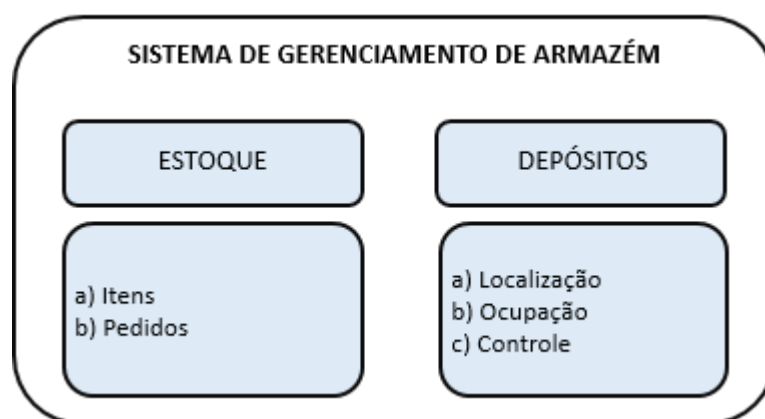 SISTEMA DE GERENCIAMENTO DE ARMAZÉM
ESTOQUE
a) Itens
b) Pedidos
DEPÓSITOS
a) Localização
b) Ocupação
c) Controle